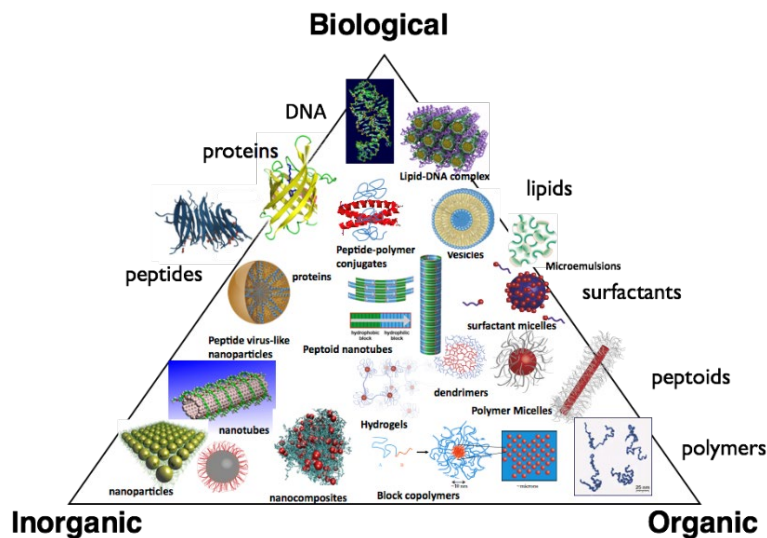 Biological
DNA
proteins
Lipid-DNA complex
lipids
Peptide-polymer
conjugates
Vesicles
peptides
Microemulsions
proteins
surfactants
hydrophobic
block
hydrophilic
block
surfactant micelles
Peptide virus-like
nanoparticles
Peptoid nanotubes
peptoids
dendrimers
Polymer Micelles
Hydrogels
nanotubes
polymers
nanoparticles
nanocomposites
Block copolymers
25 nm
Inorganic
Organic